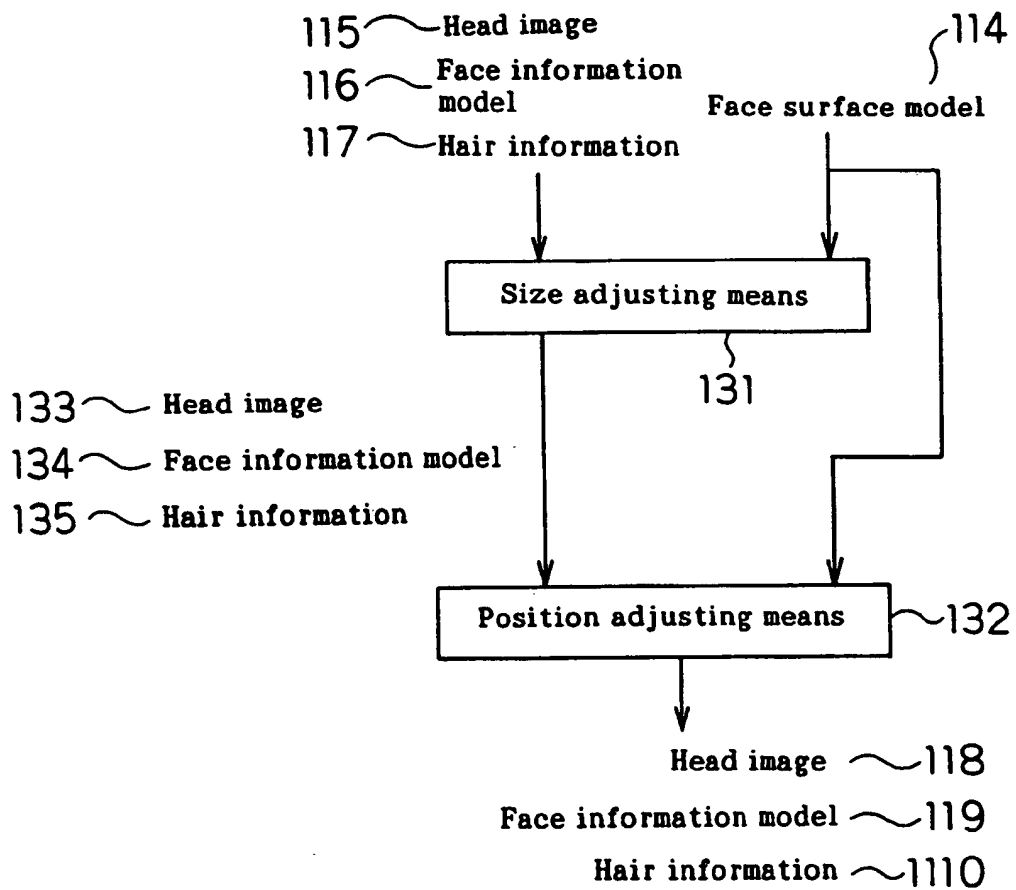 115 Head image
114
116 Face information
model
Face surface model
117 Hair information
Size adjusting means
131
133 Head image
134 Face information model
135 Hair information
Position adjusting means 132
Head image 118
Face information model 119
Hair information 1110